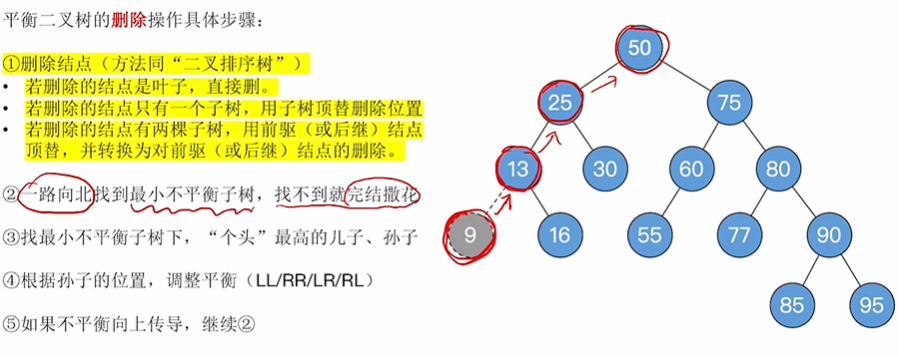 平衡二叉树的删除操作具体步骤：
①删除结点（方法同“二叉排序树”）
• 若删除的结点是叶子，直接删。
• 若删除的结点只有一个子树，用子树顶替删除位置
• 若删除的结点有两棵子树，用前驱（或后继）结点
顶替，并转换为对前驱（或后继）结点的删除。
②一路向北找到最小不平衡子树，找不到就完结撒花
③找最小不平衡子树下，“个头”最高的儿子、孙子
④根据孙子的位置，调整平衡（LL/RR/LR/RL）
⑤如果不平衡向上传导，继续②
50
25 75
13 30 60 80
9 16 55 77 90
85 95